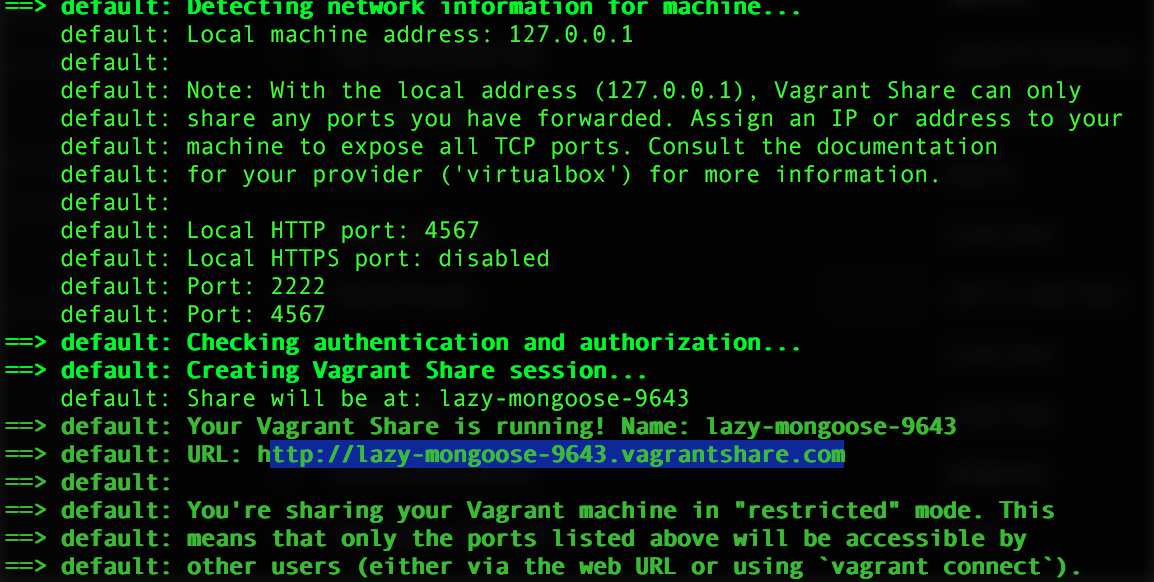 ==> default: Detecting network information for machine...
default: Local machine address: 127.0.0.1
default:
default: Note: With the local address (127.0.0.1), Vagrant Share can only
default: share any ports you have forwarded. Assign an IP or address to your
default: machine to expose all TCP ports. Consult the documentation
default: for your provider ('virtualbox') for more information.
default:
default: Local HTTP port: 4567
default: Local HTTPS port: disabled
default: Port: 2222
default: Port: 4567
==> default: Checking authentication and authorization...
==> default: Creating Vagrant Share session...
default: Share will be at: lazy-mongoose-9643
==> default: Your Vagrant Share is running! Name: lazy-mongoose-9643
==> default: URL: http://lazy-mongoose-9643.vagrantshare.com
==> default:
==> default: You're sharing your Vagrant machine in "restricted" mode. This
==> default: means that only the ports listed above will be accessible by
==> default: other users (either via the web URL or using `vagrant connect`).